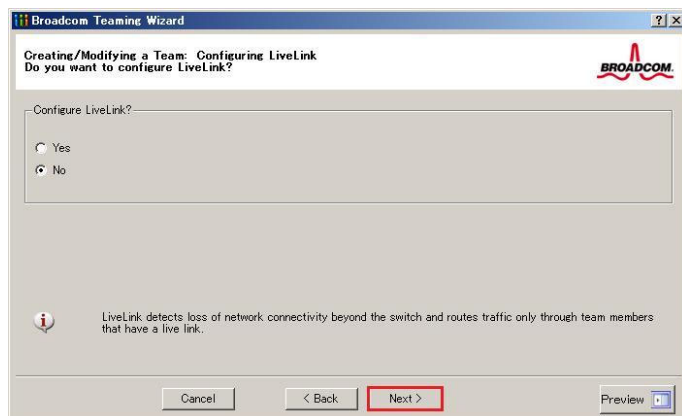 Broadcom Teaming Wizard
?
×
Creating/Modifying a Team: Configuring LiveLink
Do you want to configure LiveLink?
BROADCOM.
Configure LiveLink?
Yes
No
LiveLink detects loss of network connectivity beyond the switch and routes traffic only through team members
that have a live link.
Cancel
< Back
Next >
Preview